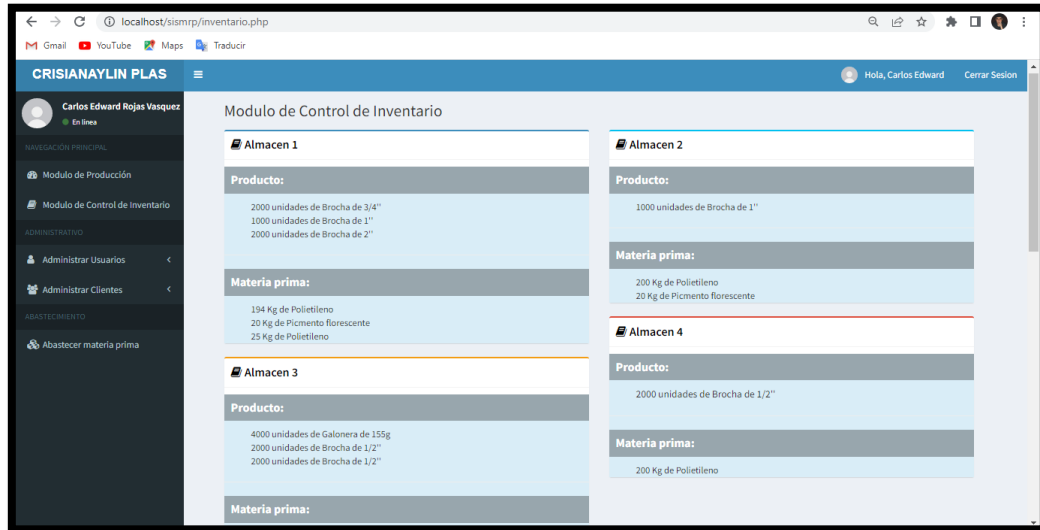 localhost/sismrp/inventario.php
Gmail YouTube Maps Traducir
CRISIANAYLIN PLAS
Hola, Carlos Edward Cerrar Sesion
Carlos Edward Rojas Vasquez
En linea
NAVEGACIÓN PRINCIPAL
Modulo de Producción
Modulo de Control de Inventario
ADMINISTRATIVO
Administrar Usuarios
Administrar Clientes
ABASTECIMIENTO
Abastecer materia prima
Modulo de Control de Inventario
Almacen 1
Producto:
2000 unidades de Brocha de 3/4''
1000 unidades de Brocha de 1''
2000 unidades de Brocha de 2''
Materia prima:
194 Kg de Polietileno
20 Kg de Picmento florescente
25 Kg de Polietileno
Almacen 2
Producto:
1000 unidades de Brocha de 1''
Materia prima:
200 Kg de Polietileno
20 Kg de Picmento florescente
Almacen 3
Producto:
4000 unidades de Galonera de 155g
2000 unidades de Brocha de 1/2''
2000 unidades de Brocha de 1/2''
Materia prima:
Almacen 4
Producto:
2000 unidades de Brocha de 1/2''
Materia prima:
200 Kg de Polietileno